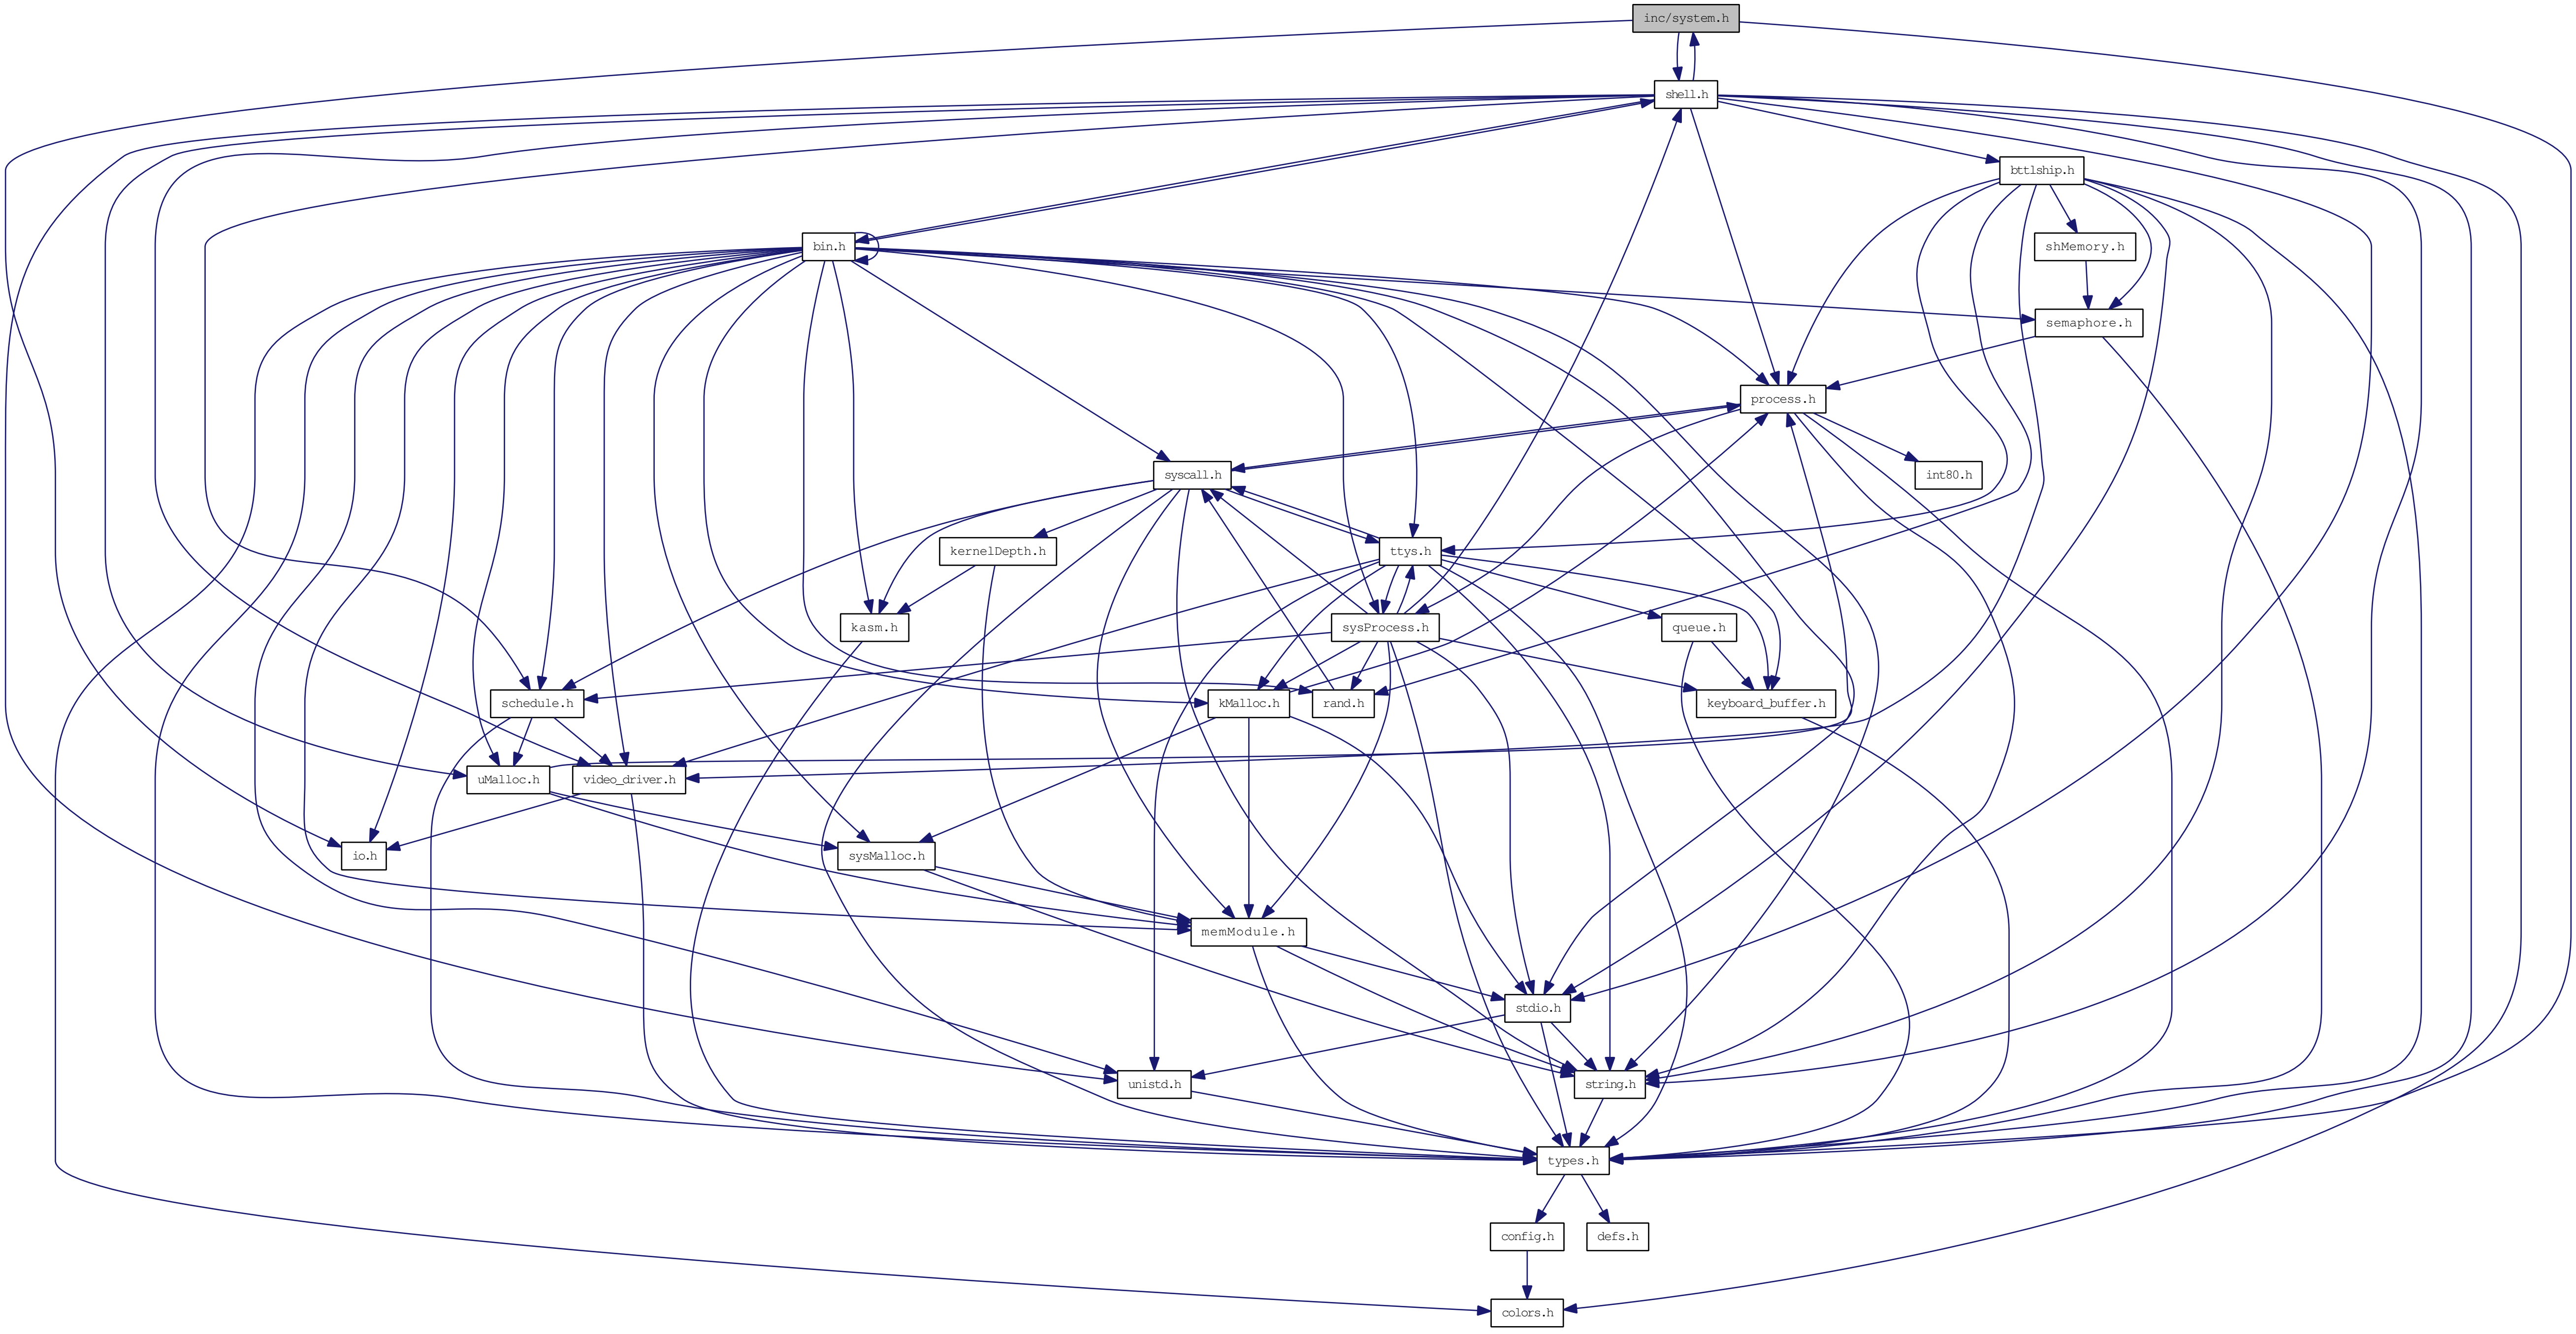 inc/system.h
shell.h
bttlship.h
bin.h
shMemory.h
semaphore.h
process.h
syscall.h
int80.h
kernelDepth.h
ttys.h
kasm.h
sysProcess.h
queue.h
schedule.h
kMalloc.h
rand.h
keyboard_buffer.h
uMalloc.h
video_driver.h
io.h
sysMalloc.h
memModule.h
stdio.h
unistd.h
string.h
types.h
config.h
defs.h
colors.h